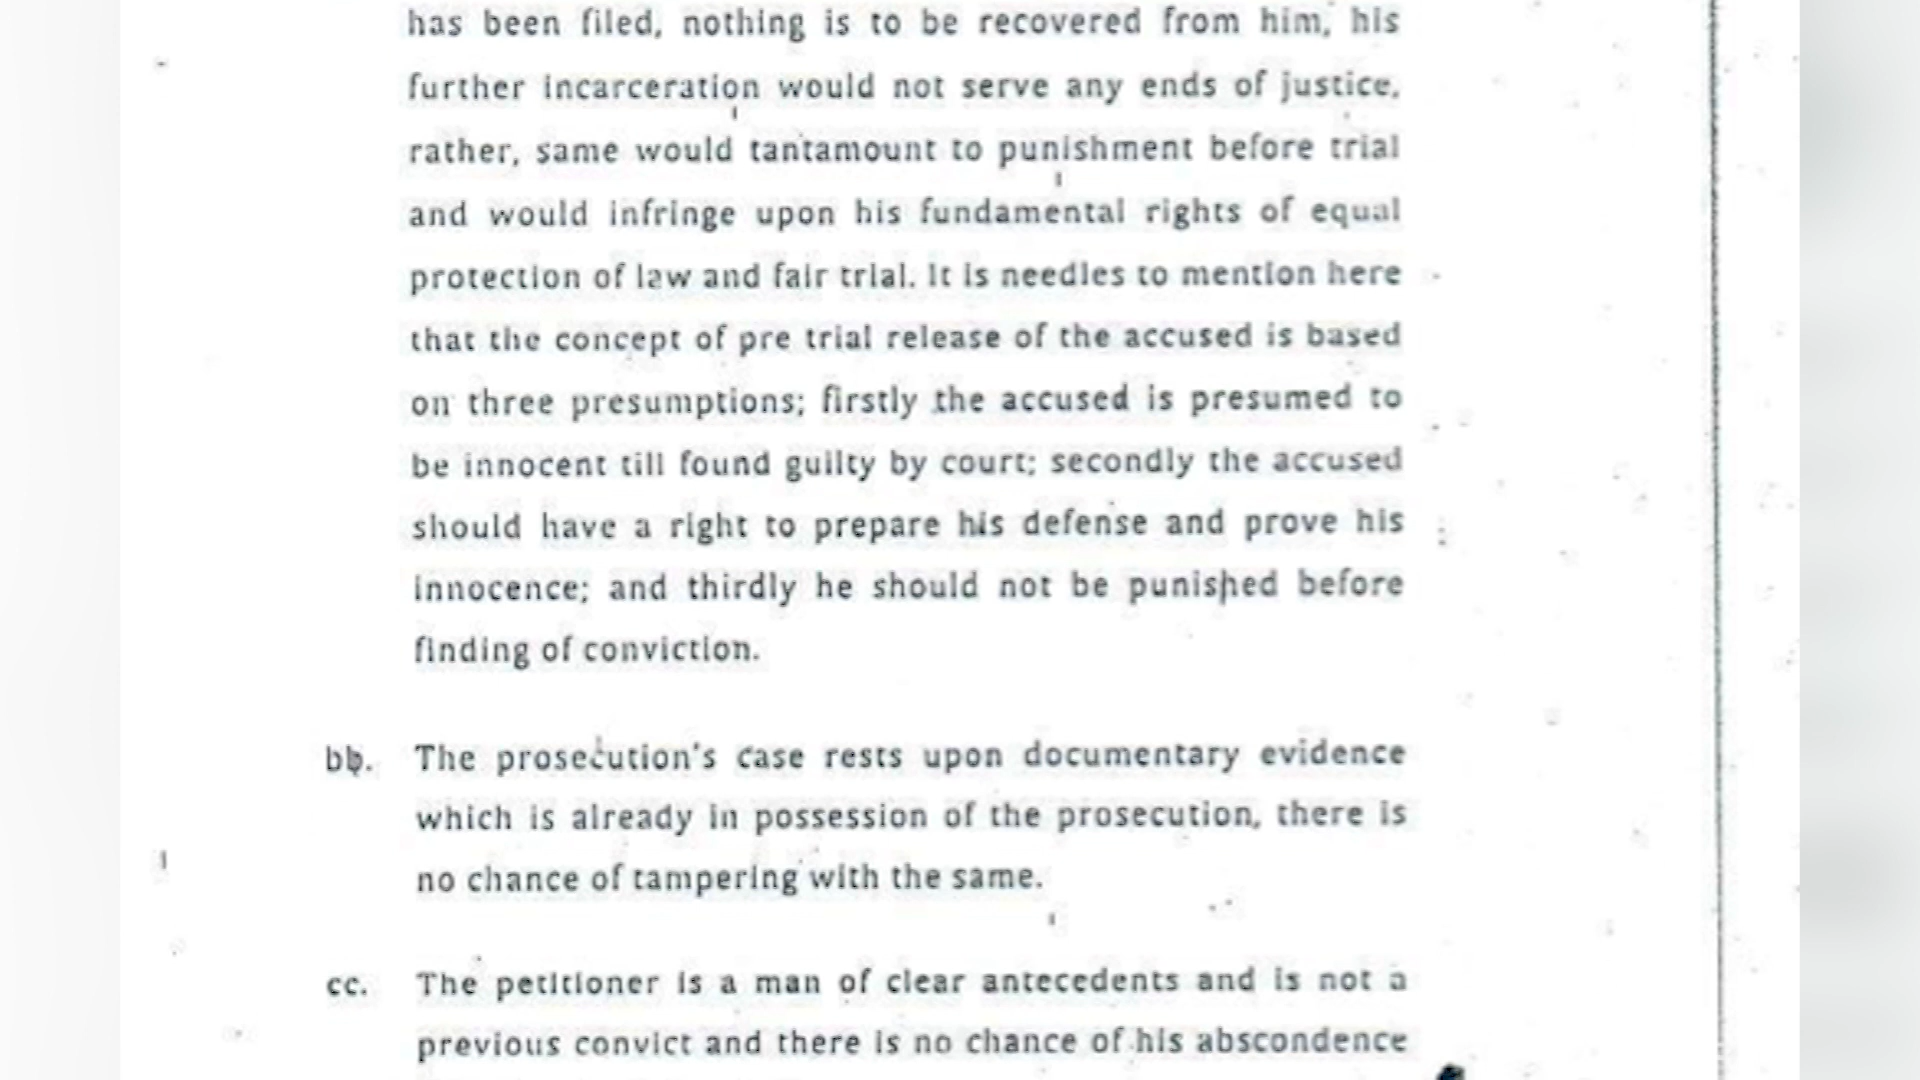 has been filed, nothing is to be recovered from him, his
further incarceration would not serve any ends of justice,
rather, same would tantamount to punishment before trial
and would infringe upon his fundamental rights of equal
protection of law and fair trial. It is needles to mention here
that the concept of pre trial release of the accused is based
on three presumptions; firstly the accused is presumed to
be innocent till found guilty by court; secondly the accused
should have a right to prepare his defense and prove his
innocence; and thirdly he should not be punished before
finding of conviction.
bb. The prosecution's case rests upon documentary evidence
which is already in possession of the prosecution, there is
no chance of tampering with the same.
cc. The petitioner is a man of clear antecedents and is not a
previous convict and there is no chance of his abscondence